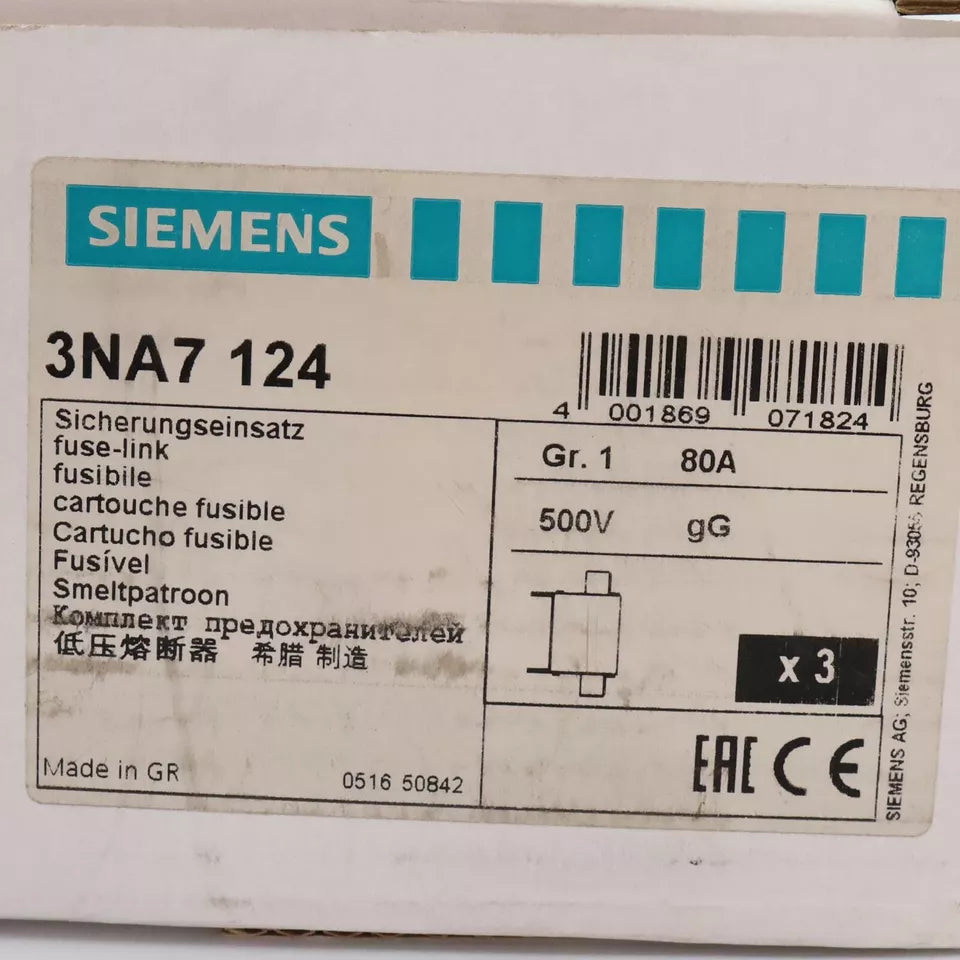 SIEMENS
3NA7 124
4 001869 071824
Sicherungseinsatz
fuse-link
fusibile
cartouche fusible
Cartucho fusible
Fusível
Smeltpatroon
Комплект предохранителей
低压熔断器 希腊 制造
Made in GR
0516 50842
Gr. 1 80A
500V gG
x 3
EAC CE
SIEMENS AG; Siemensstr. 10; D-93055 REGENSBURG